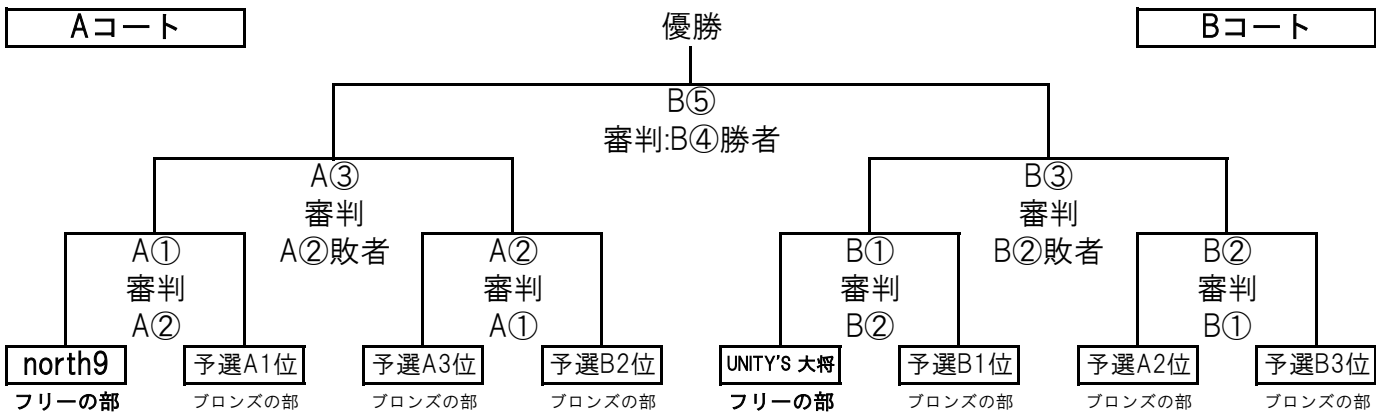 Aコート
優勝
Bコート
B⑤
審判:B④勝者
A③
審判
A②敗者
B③
審判
B②敗者
A①
審判
A②
A②
審判
A①
B①
審判
B②
B②
審判
B①
north9
予選A1位
予選A3位
予選B2位
UNITY'S 大将
予選B1位
予選A2位
予選B3位
フリーの部
ブロンズの部
ブロンズの部
ブロンズの部
フリーの部
ブロンズの部
ブロンズの部
ブロンズの部